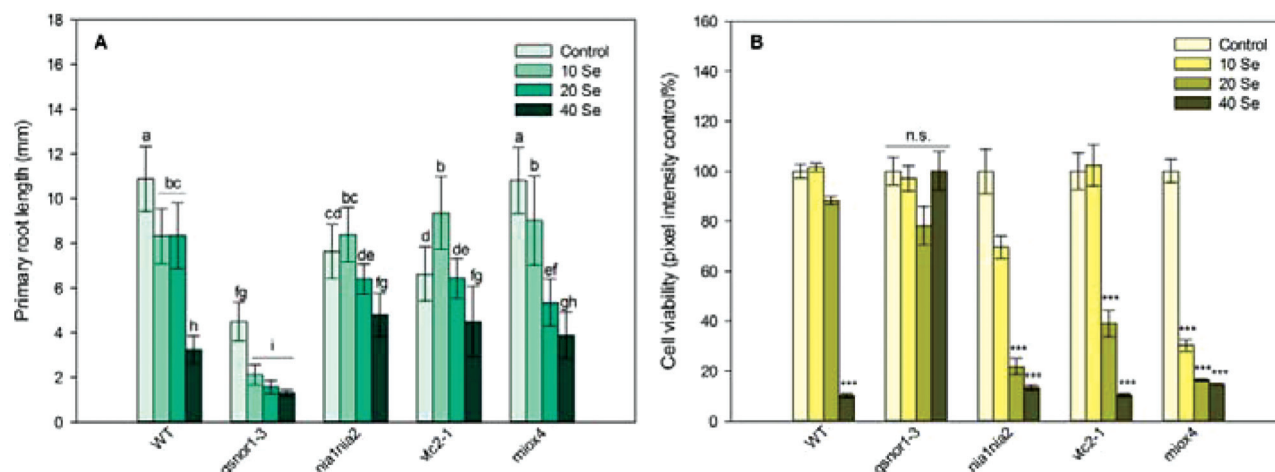 A
Primary root length (mm)
18
16
14
12
10
8
6
4
2
0
Control
10 Se
20 Se
40 Se
a
bc
h
fg
i
cd
bc
de
fg
d
b
de
fg
a
b
ef
gh
WT
gsnor1-3
nia1nia2
vtc2-1
miox4
B
Cell viability (pixel intensity control%)
160
140
120
100
80
60
40
20
0
Control
10 Se
20 Se
40 Se
n.s.
***
***
***
***
***
***
***
***
WT
gsnor1-3
nia1nia2
vtc2-1
miox4